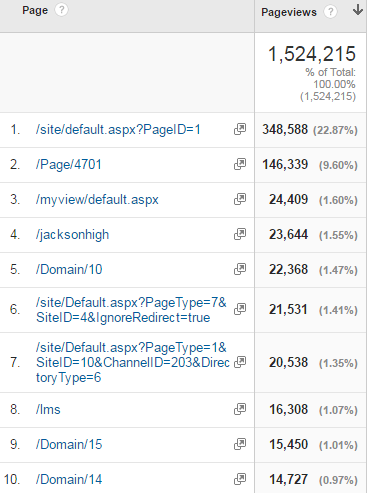 Page ? Pageviews ?
1,524,215
% of Total:
100.00%
(1,524,215)
1. /site/default.aspx?PageID=1 348,588 (22.87%)
2. /Page/4701 146,339 (9.60%)
3. /myview/default.aspx 24,409 (1.60%)
4. /jacksonhigh 23,644 (1.55%)
5. /Domain/10 22,368 (1.47%)
6. /site/Default.aspx?PageType=7& 21,531 (1.41%)
SiteID=4&IgnoreRedirect=true
/site/Default.aspx?PageType=1&
7. SiteID=10&ChannelID=203&Direc 20,538 (1.35%)
toryType=6
8. /lms 16,308 (1.07%)
9. /Domain/15 15,450 (1.01%)
10. /Domain/14 14,727 (0.97%)